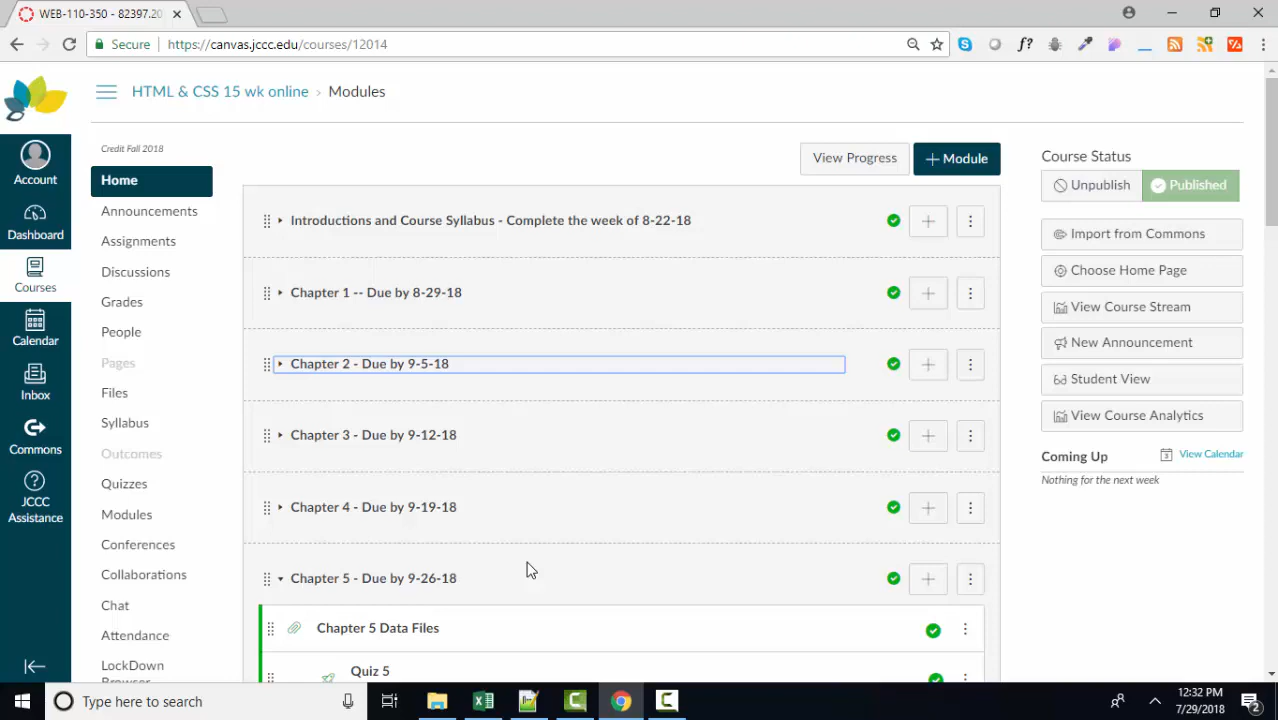 WEB-110-350 - 82397.20
Secure
https://canvas.jccc.edu/courses/12014
f?
HTML & CSS 15 wk online › Modules
Credit Fall 2018
Account
Dashboard
Courses
Calendar
Inbox
Commons
JCCC
Assistance
Home
Announcements
Assignments
Discussions
Grades
People
Pages
Files
Syllabus
Outcomes
Quizzes
Modules
Conferences
Collaborations
Chat
Attendance
LockDown
Browser
View Progress
+ Module
Introductions and Course Syllabus - Complete the week of 8-22-18
Chapter 1 -- Due by 8-29-18
Chapter 2 - Due by 9-5-18
Chapter 3 - Due by 9-12-18
Chapter 4 - Due by 9-19-18
Chapter 5 - Due by 9-26-18
Chapter 5 Data Files
Quiz 5
Course Status
Unpublish
Published
Import from Commons
Choose Home Page
View Course Stream
New Announcement
Student View
View Course Analytics
Coming Up
View Calendar
Nothing for the next week
Type here to search
12:32 PM
7/29/2018
2